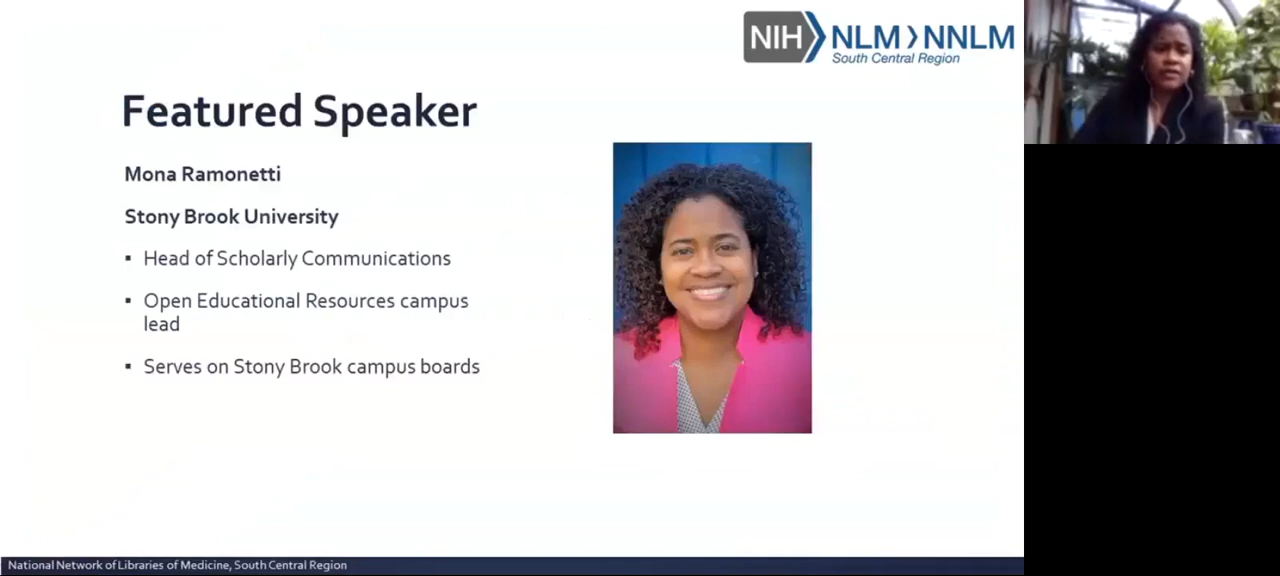 NIH NLM NNLM
South Central Region
Featured Speaker
Mona Ramonetti
Stony Brook University
▪ Head of Scholarly Communications
▪ Open Educational Resources campus
lead
▪ Serves on Stony Brook campus boards
National Network of Libraries of Medicine, South Central Region